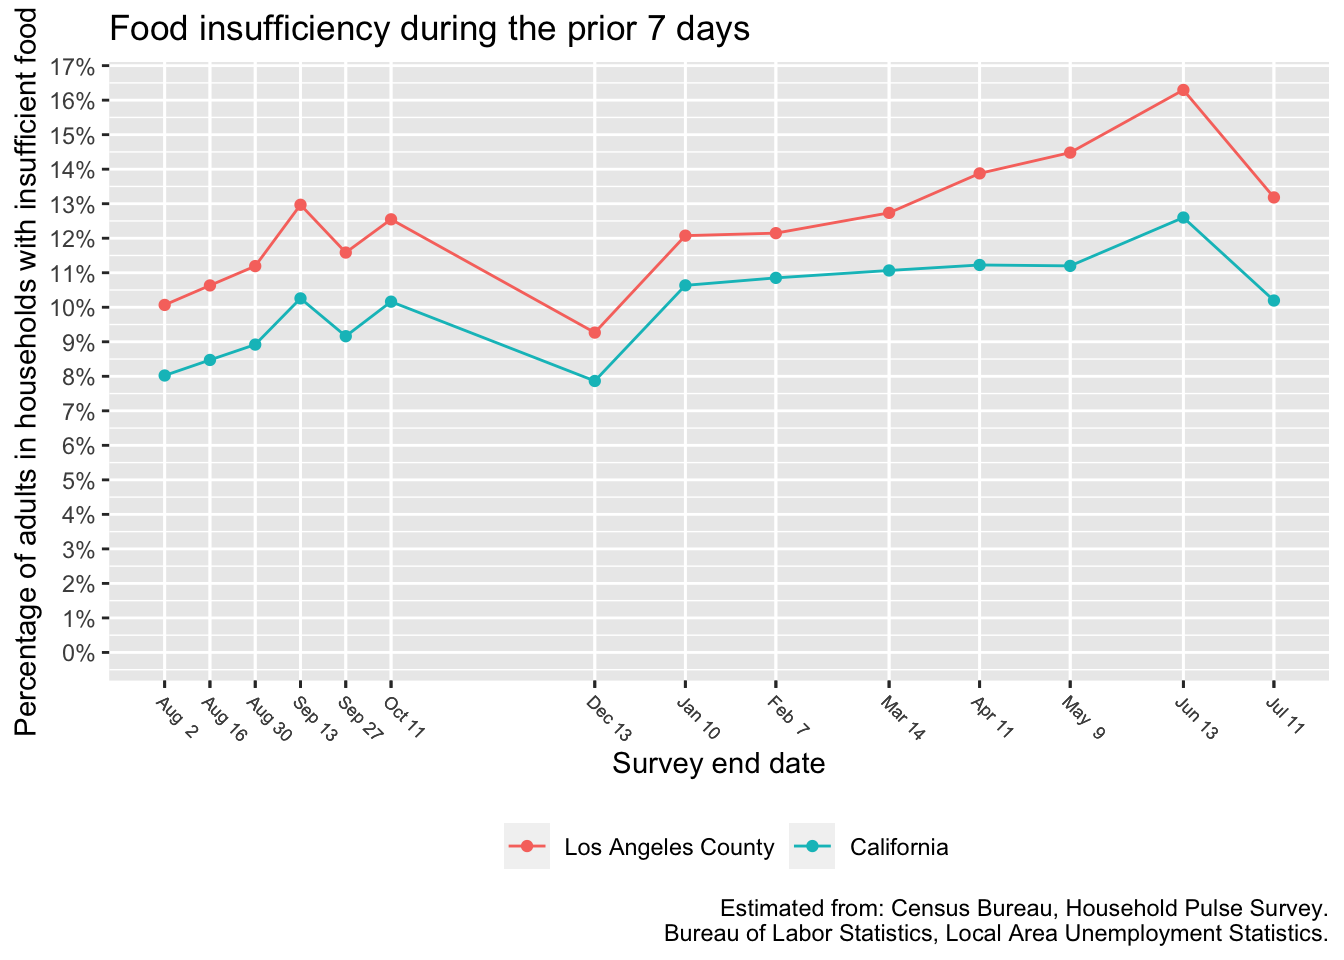 Food insufficiency during the prior 7 days
Percentage of adults in households with insufficient food
17%
16%
15%
14%
13%
12%
11%
10%
9%
8%
7%
6%
5%
4%
3%
2%
1%
0%
Aug 2
Aug 16
Aug 30
Sep 13
Sep 27
Oct 11
Dec 13
Jan 10
Feb 7
Mar 14
Apr 11
May 9
Jun 13
Jul 11
Survey end date
Los Angeles County
California
Estimated from: Census Bureau, Household Pulse Survey.
Bureau of Labor Statistics, Local Area Unemployment Statistics.